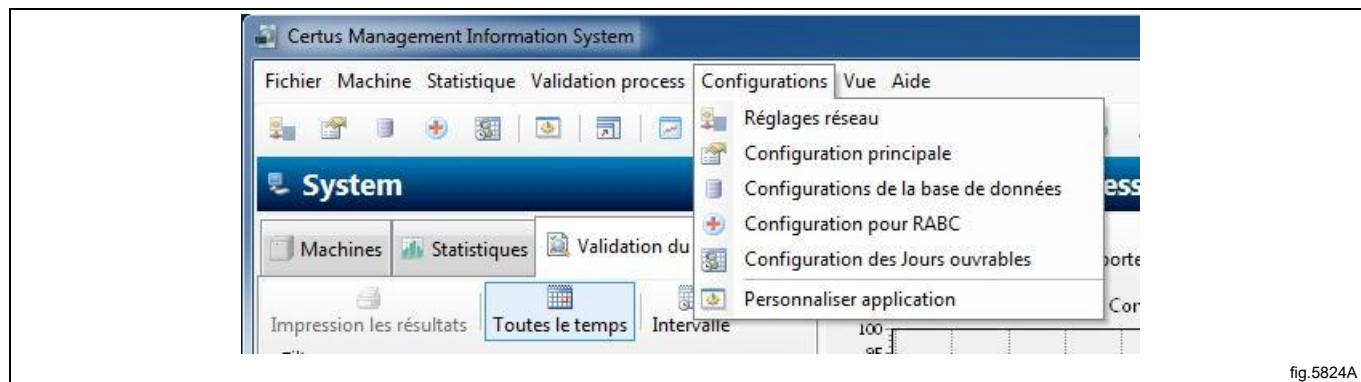 Certus Management Information System
Fichier Machine Statistique Validation process Configurations Vue Aide
Réglages réseau
Configuration principale
Configurations de la base de données
Configuration pour RABC
Configuration des Jours ouvrables
Personnaliser application
System
Machines Statistiques Validation du
Impression les résultats Toutes le temps Intervalle
100
95
fig.5824A